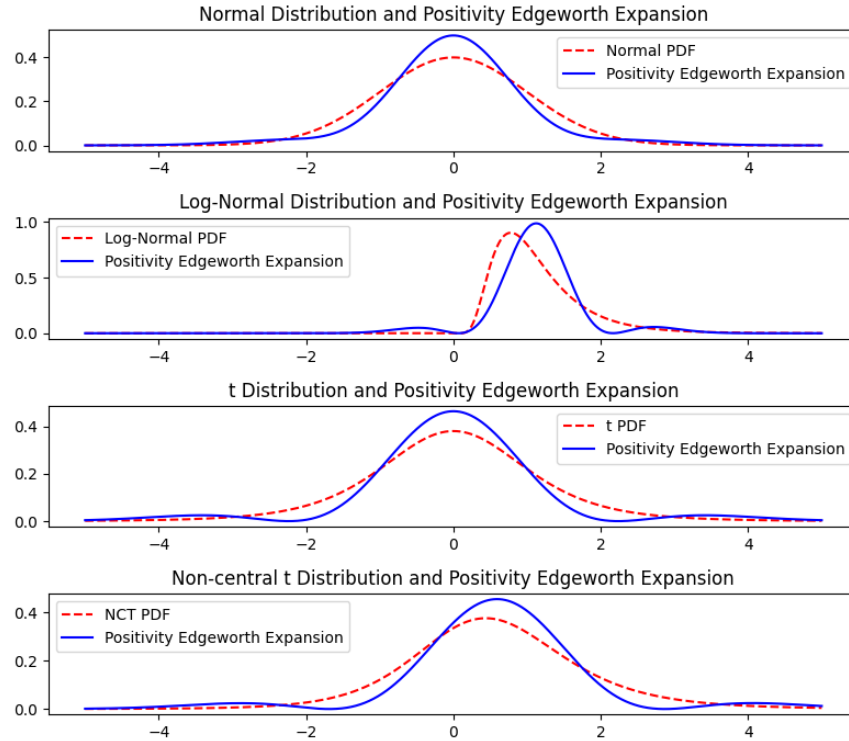 Normal Distribution and Positivity Edgeworth Expansion
0.4
0.2
0.0
Normal PDF
Positivity Edgeworth Expansion
−4 −2 0 2 4
Log-Normal Distribution and Positivity Edgeworth Expansion
1.0
0.5
0.0
Log-Normal PDF
Positivity Edgeworth Expansion
−4 −2 0 2 4
t Distribution and Positivity Edgeworth Expansion
0.4
0.2
0.0
t PDF
Positivity Edgeworth Expansion
−4 −2 0 2 4
Non-central t Distribution and Positivity Edgeworth Expansion
0.4
0.2
0.0
NCT PDF
Positivity Edgeworth Expansion
−4 −2 0 2 4